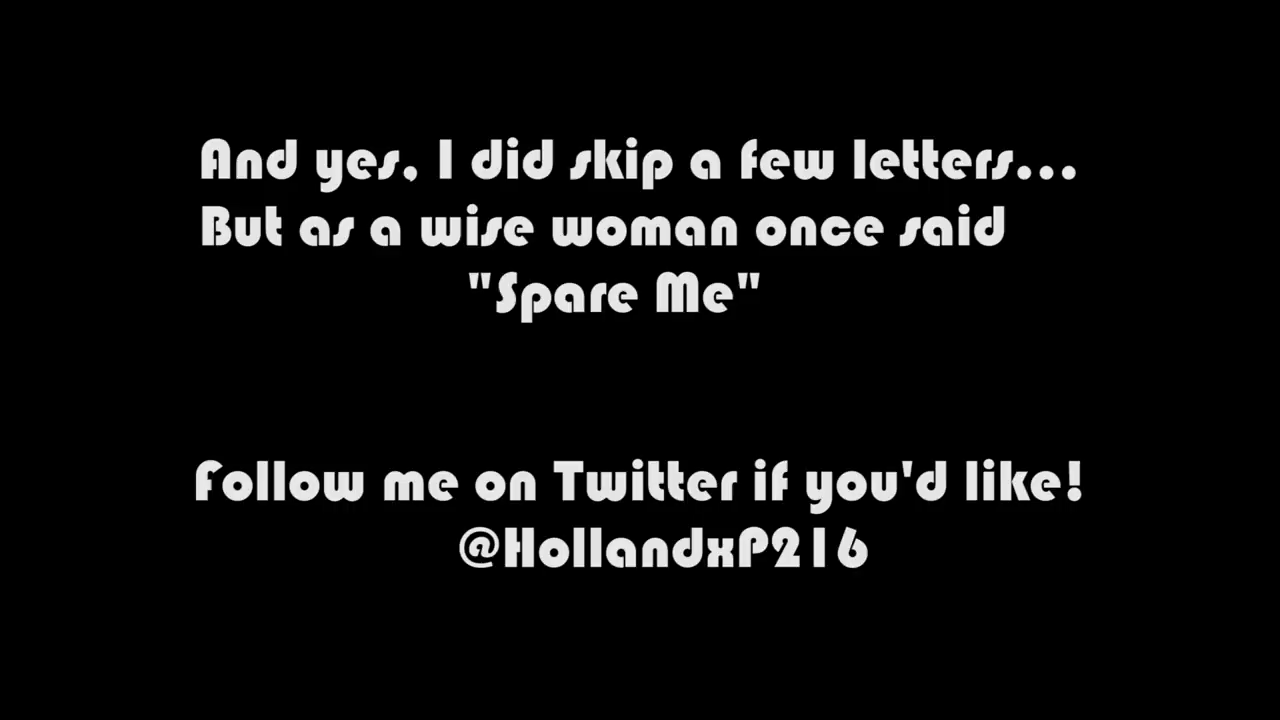 And yes, I did skip a few letters...
But as a wise woman once said
"Spare Me"
Follow me on Twitter if you'd like!
@HollandxP216